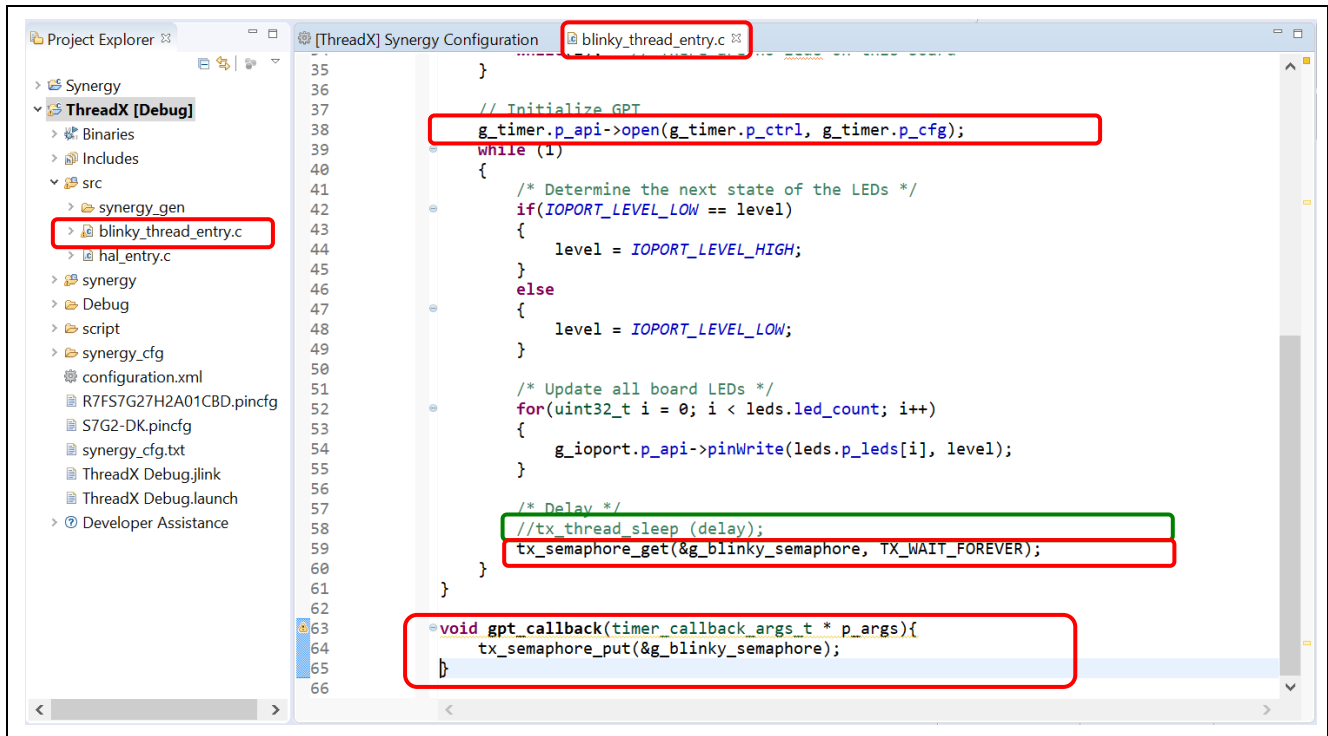 Project Explorer
Synergy
ThreadX [Debug]
Binaries
Includes
src
synergy_gen
blinky_thread_entry.c
hal_entry.c
synergy
Debug
script
synergy_cfg
configuration.xml
R7FS7G27H2A01CBD.pincfg
S7G2-DK.pincfg
synergy_cfg.txt
ThreadX Debug.jlink
ThreadX Debug.launch
Developer Assistance
[ThreadX] Synergy Configuration
blinky_thread_entry.c
35 }
36
37 // Initialize GPT
38 g_timer.p_api->open(g_timer.p_ctrl, g_timer.p_cfg);
39 while (1)
40 {
41 /* Determine the next state of the LEDs */
42 if(IOPORT_LEVEL_LOW == level)
43 {
44 level = IOPORT_LEVEL_HIGH;
45 }
46 else
47 {
48 level = IOPORT_LEVEL_LOW;
49 }
50
51 /* Update all board LEDs */
52 for(uint32_t i = 0; i < leds.led_count; i++)
53 {
54 g_ioport.p_api->pinWrite(leds.p_leds[i], level);
55 }
56
57 /* Delay */
58 //tx_thread_sleep (delay);
59 tx_semaphore_get(&g_blinky_semaphore, TX_WAIT_FOREVER);
60 }
61 }
62
63 void gpt_callback(timer_callback_args_t * p_args){
64 tx_semaphore_put(&g_blinky_semaphore);
65 }
66